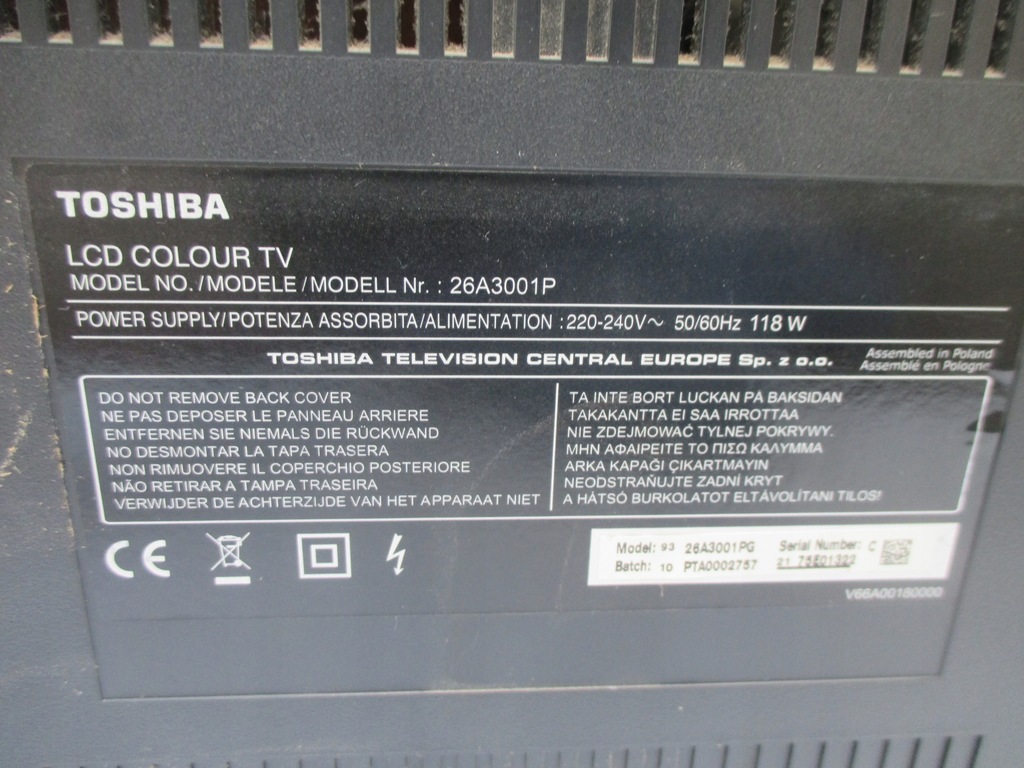 TOSHIBA
LCD COLOUR TV
MODEL NO./MODELE/MODELL Nr. : 26A3001P
POWER SUPPLY/POTENZA ASSORBITA/ALIMENTATION :220-240V~ 50/60Hz 118 W
TOSHIBA TELEVISION CENTRAL EUROPE Sp. z o.o.
Assembled in Poland
Assemblé en Pologne
DO NOT REMOVE BACK COVER
NE PAS DEPOSER LE PANNEAU ARRIERE
ENTFERNEN SIE NIEMALS DIE RÜCKWAND
NO DESMONTAR LA TAPA TRASERA
NON RIMUOVERE IL COPERCHIO POSTERIORE
NÃO RETIRAR A TAMPA TRASEIRA
VERWIJDER DE ACHTERZIJDE VAN HET APPARAAT NIET
TA INTE BORT LUCKAN PÅ BAKSIDAN
TAKAKANTTA EI SAA IRROTTAA
NIE ZDEJMOWAĆ TYLNEJ POKRYWY.
ΜΗΝ ΑΦΑΙΡΕΙΤΕ ΤΟ ΠΙΣΩ ΚΑΛΥΜΜΑ
ARKA KAPAĞI ÇIKARTMAYIN
NEODSTRAŇUJTE ZADNÍ KRYT
A HÁTSÓ BURKOLATOT ELTÁVOLÍTANI TILOS!
CE
Model: 93 26A3001PG
Batch: 10 PTA0002757
Serial Number: C
21 75E01322
V66A00180000